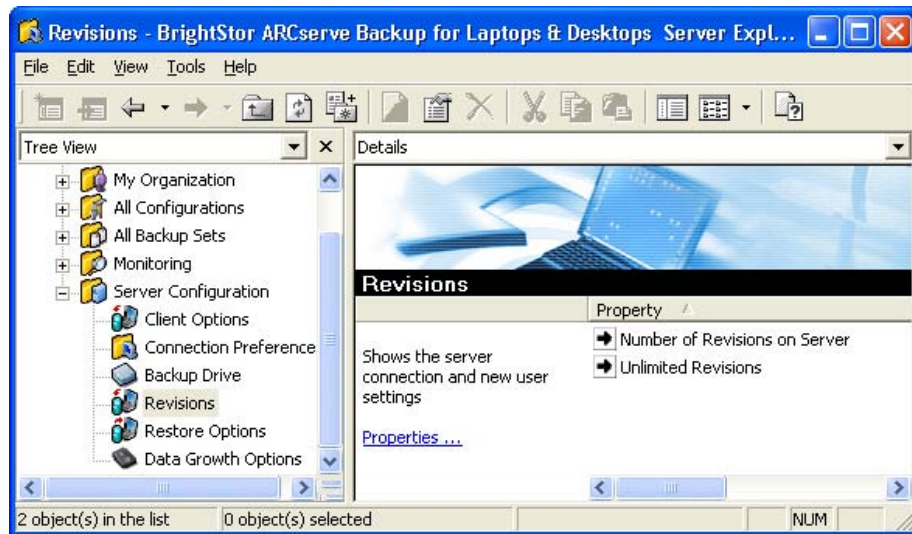 Revisions - BrightStor ARCserve Backup for Laptops & Desktops Server Expl...
File Edit View Tools Help
Tree View
Details
My Organization
All Configurations
All Backup Sets
Monitoring
Server Configuration
Client Options
Connection Preference
Backup Drive
Revisions
Restore Options
Data Growth Options
Revisions
Property
Number of Revisions on Server
Unlimited Revisions
Shows the server
connection and new user
settings
Properties ...
2 object(s) in the list
0 object(s) selected
NUM